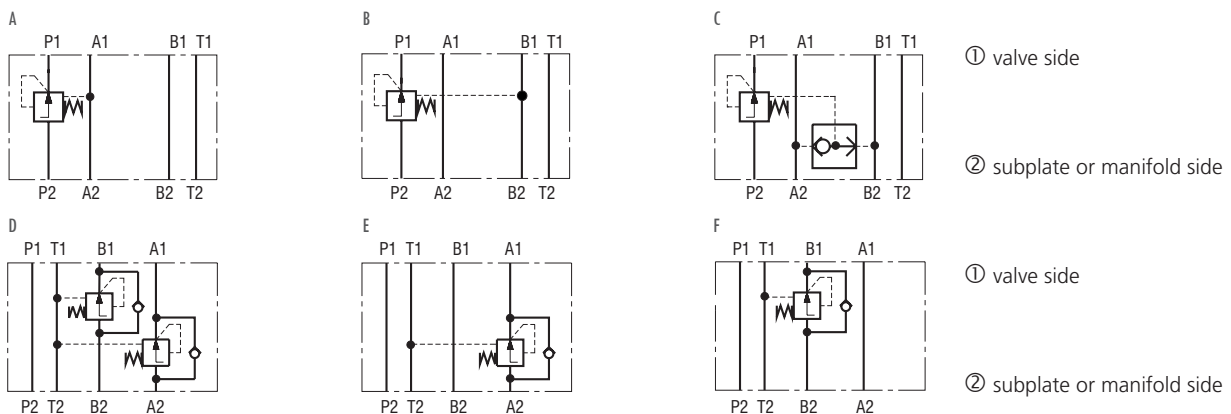 A
B
C
P1 A1 B1 T1
P1 A1 B1 T1
P1 A1 B1 T1
① valve side
② subplate or manifold side
P2 A2 B2 T2
P2 A2 B2 T2
P2 A2 B2 T2
D
E
F
P1 T1 B1 A1
P1 T1 B1 A1
P1 T1 B1 A1
① valve side
② subplate or manifold side
P2 T2 B2 A2
P2 T2 B2 A2
P2 T2 B2 A2